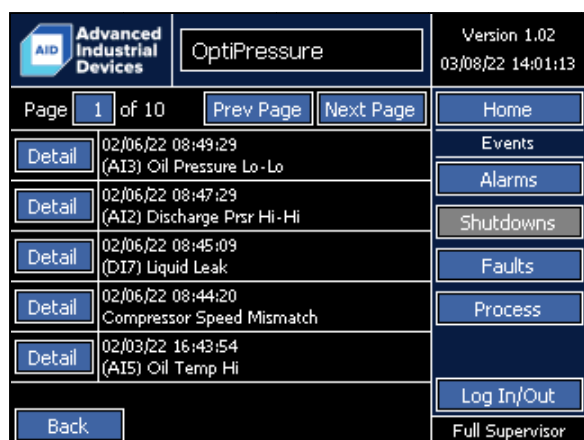 AID
Advanced
Industrial
Devices
OptiPressure
Version 1.02
03/08/22 14:01:13
Page 1 of 10 Prev Page Next Page
Home
Events
Detail
02/06/22 08:49:29
(AI3) Oil Pressure Lo-Lo
Alarms
Detail
02/06/22 08:47:29
(AI2) Discharge Prsr Hi-Hi
Shutdowns
Detail
02/06/22 08:45:09
(DI7) Liquid Leak
Faults
Detail
02/06/22 08:44:20
Compressor Speed Mismatch
Process
Detail
02/03/22 16:43:54
(AI5) Oil Temp Hi
Log In/Out
Back
Full Supervisor